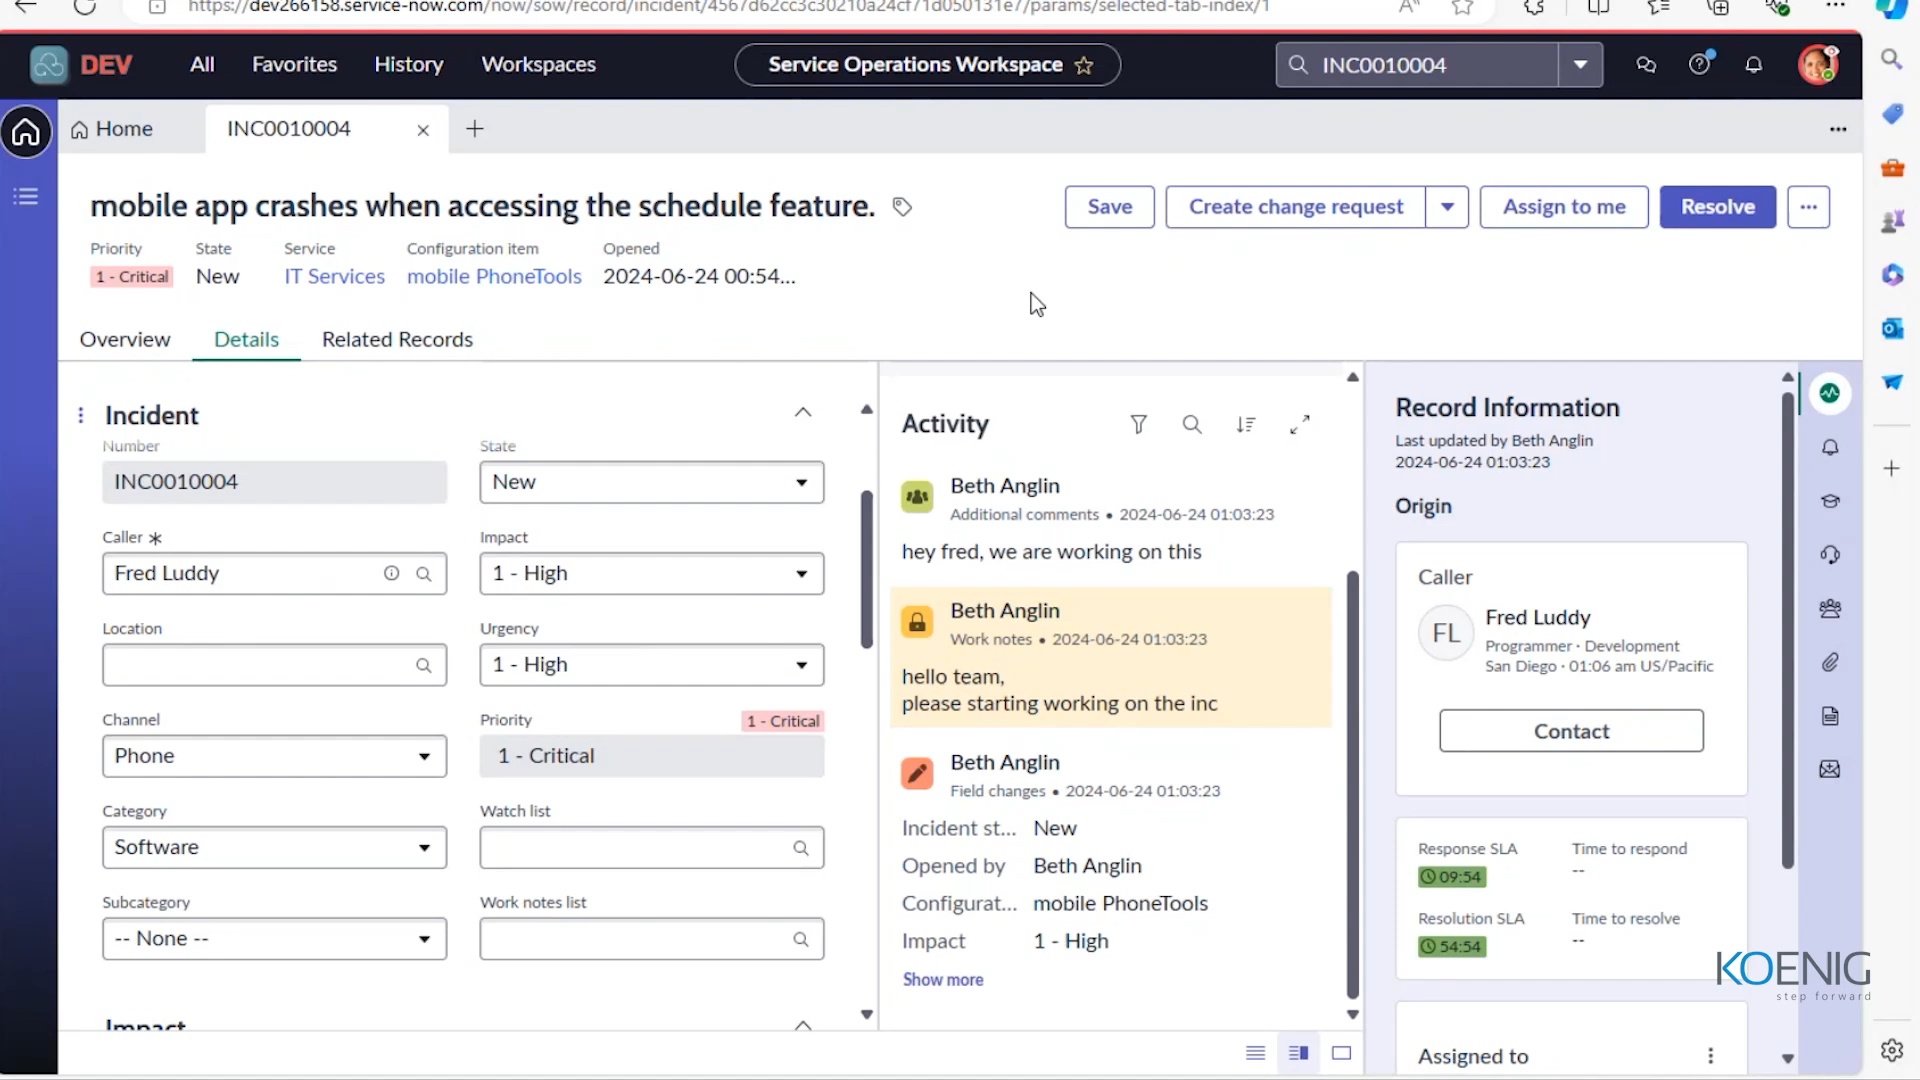 https://dev266158.service-now.com/now/sow/record/incident/4567d62cc3c30210a24cf71d050131e7/params/selected-tab-index/1
DEV
All
Favorites
History
Workspaces
Service Operations Workspace
INC0010004
Home
INC0010004
mobile app crashes when accessing the schedule feature.
Save
Create change request
Assign to me
Resolve
Priority
State
Service
Configuration item
Opened
1 - Critical
New
IT Services
mobile PhoneTools
2024-06-24 00:54...
Overview
Details
Related Records
Incident
Number
INC0010004
State
New
Caller
Fred Luddy
Impact
1 - High
Location
Urgency
1 - High
Channel
Phone
Priority
1 - Critical
1 - Critical
Category
Software
Watch list
Subcategory
-- None --
Work notes list
Impact
Activity
Beth Anglin
Additional comments • 2024-06-24 01:03:23
hey fred, we are working on this
Beth Anglin
Work notes • 2024-06-24 01:03:23
hello team,
please starting working on the inc
Beth Anglin
Field changes • 2024-06-24 01:03:23
Incident st... New
Opened by Beth Anglin
Configurat... mobile PhoneTools
Impact 1 - High
Show more
Record Information
Last updated by Beth Anglin
2024-06-24 01:03:23
Origin
Caller
FL
Fred Luddy
Programmer · Development
San Diego · 01:06 am US/Pacific
Contact
Response SLA
Time to respond
09:54
--
Resolution SLA
Time to resolve
54:54
--
KOENIG
step forward
Assigned to